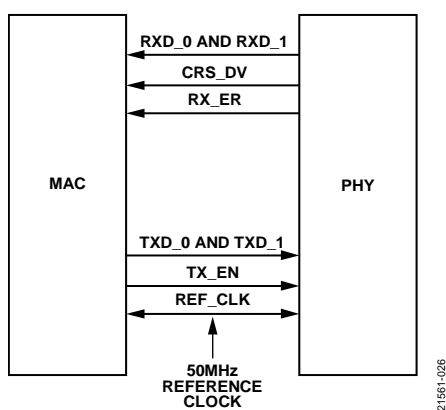 RXD_0 AND RXD_1
CRS_DV
RX_ER
MAC
PHY
TXD_0 AND TXD_1
TX_EN
REF_CLK
50MHz
REFERENCE
CLOCK
21561-026